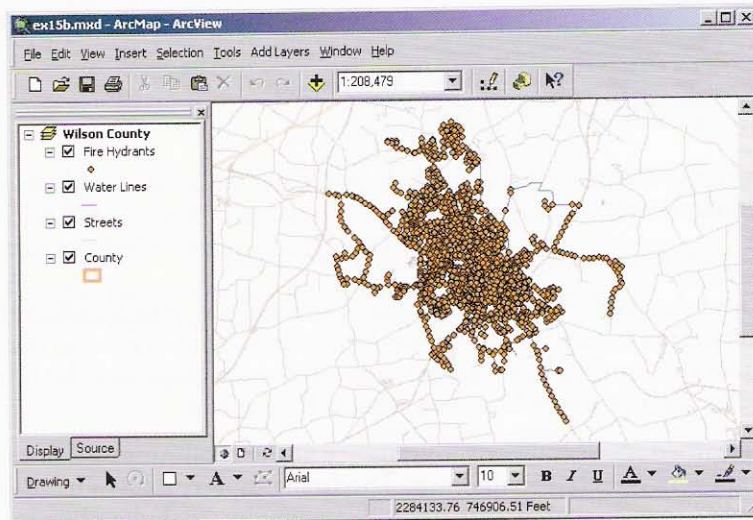 ex15b.mxd - ArcMap - ArcView
File Edit View Insert Selection Tools Add Layers Window Help
1:208,479
Wilson County
Fire Hydrants
Water Lines
Streets
County
Display Source
Drawing A Arial 10 B I U A
2284133.76 746906.51 Feet